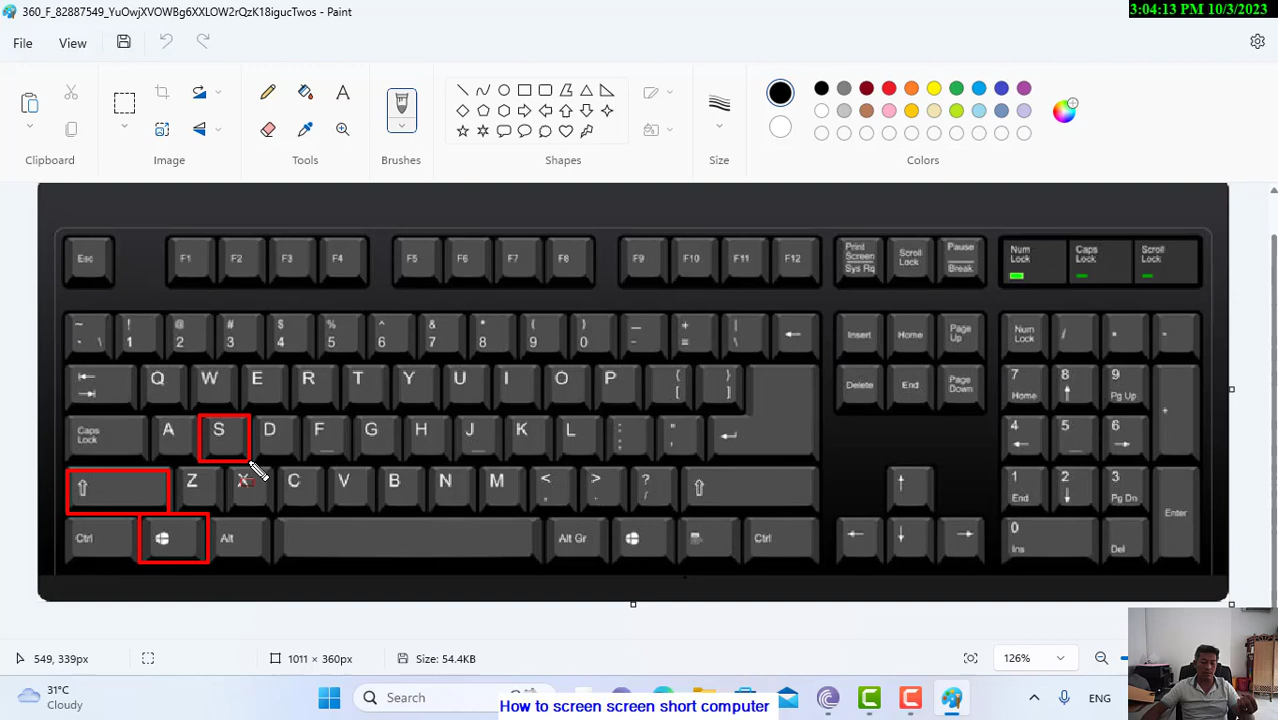 360_F_82887549_YuOwjXVOWBg6XXLOW2rQzK18igucTwos - Paint
3:04:13 PM 10/3/2023
File View
Clipboard Image Tools Brushes Shapes Size Colors
Esc F1 F2 F3 F4 F5 F6 F7 F8 F9 F10 F11 F12
Print
Screen
Sys Rq
Scroll
Lock
Pause
Break
Num
Lock
Caps
Lock
Scroll
Lock
~ ! @ # $ % ^ & * ( ) — + |
` \ 1 2 3 4 5 6 7 8 9 0 - = \ ←
Insert Home Page
Up
Num
Lock
/ * -
Q W E R T Y U I O P { [ } ]
Delete End Page
Down
7 8 9
Home ↑ Pg Up
+
Caps
Lock
A S D F G H J K L : ; " ,
4 5 6
← →
⇧ Z X C V B N M < , > . ? / ⇧
↑
1 2 3
End ↓ Pg Dn
Enter
Ctrl Alt Alt Gr Ctrl
← ↓ →
0 .
Ins Del
549, 339px 1011 × 360px Size: 54.4KB 126%
31°C
Cloudy
Search
ENG
How to screen screen short computer